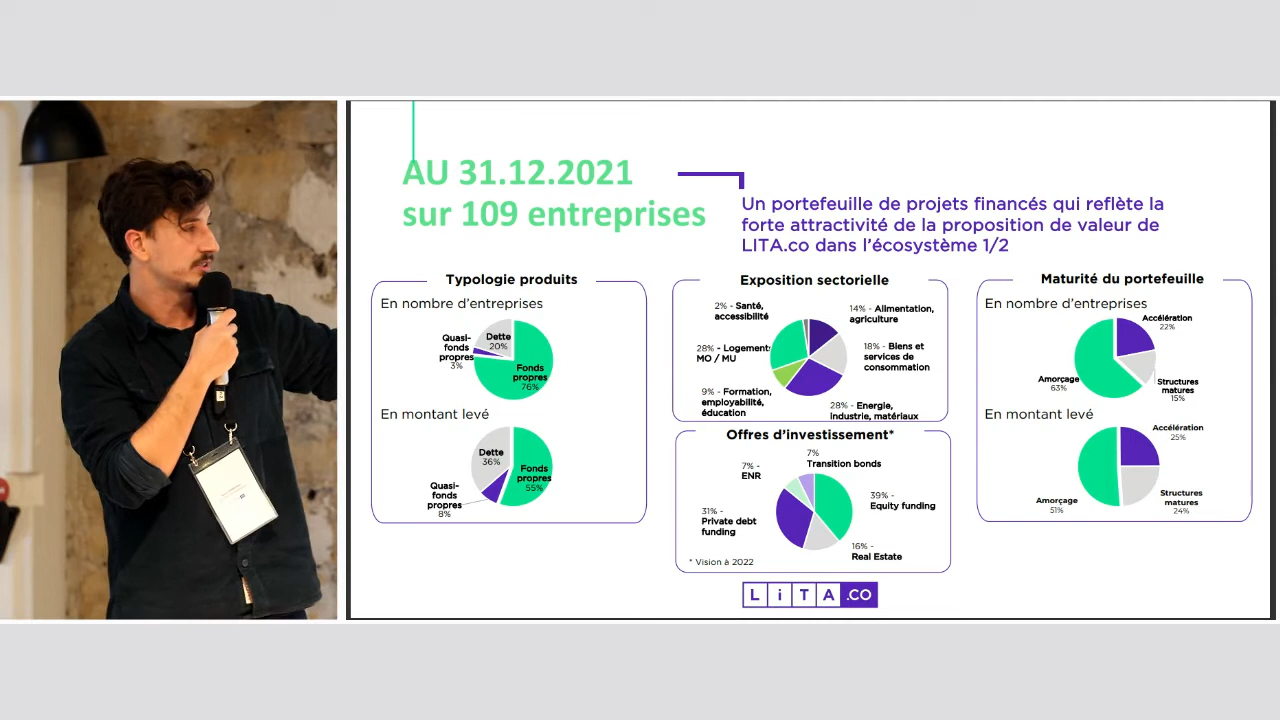 AU 31.12.2021
sur 109 entreprises
Un portefeuille de projets financés qui reflète la
forte attractivité de la proposition de valeur de
LITA.co dans l'écosystème 1/2
Typologie produits
En nombre d'entreprises
Quasi-
fonds
propres
3%
Dette
20%
Fonds
propres
76%
En montant levé
Dette
36%
Fonds
propres
55%
Quasi-
fonds
propres
8%
Exposition sectorielle
2% - Santé,
accessibilité
14% - Alimentation,
agriculture
28% - Logement
MO / MU
18% - Biens et
services de
consommation
9% - Formation,
employabilité,
éducation
28% - Energie,
industrie, matériaux
Offres d'investissement*
7%
Transition bonds
7% -
ENR
39% -
Equity funding
31% -
Private debt
funding
16% -
Real Estate
* Vision à 2022
Maturité du portefeuille
En nombre d'entreprises
Accélération
22%
Amorçage
63%
Structures
matures
15%
En montant levé
Accélération
25%
Amorçage
51%
Structures
matures
24%
LiTA.CO